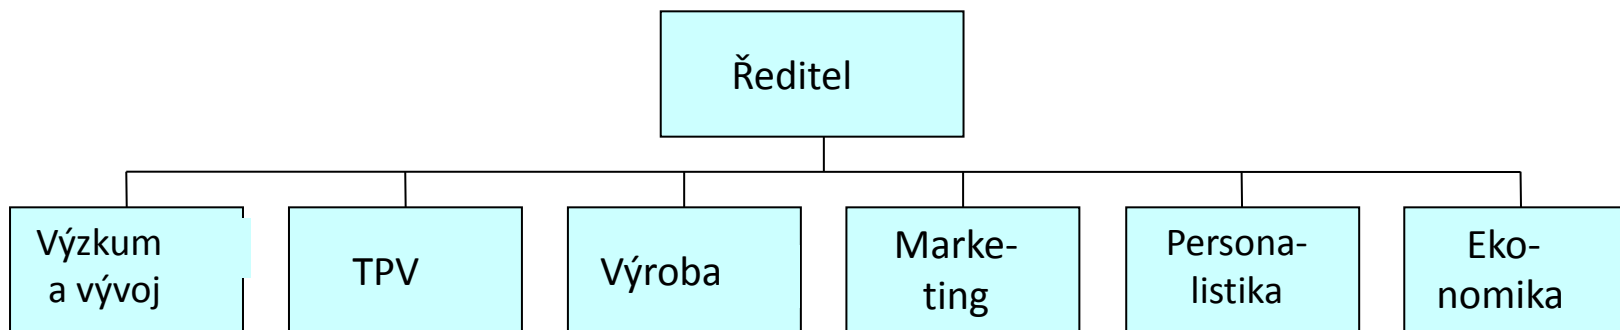 Ředitel
Výzkum
a vývoj
TPV
Výroba
Marke-
ting
Persona-
listika
Eko-
nomika